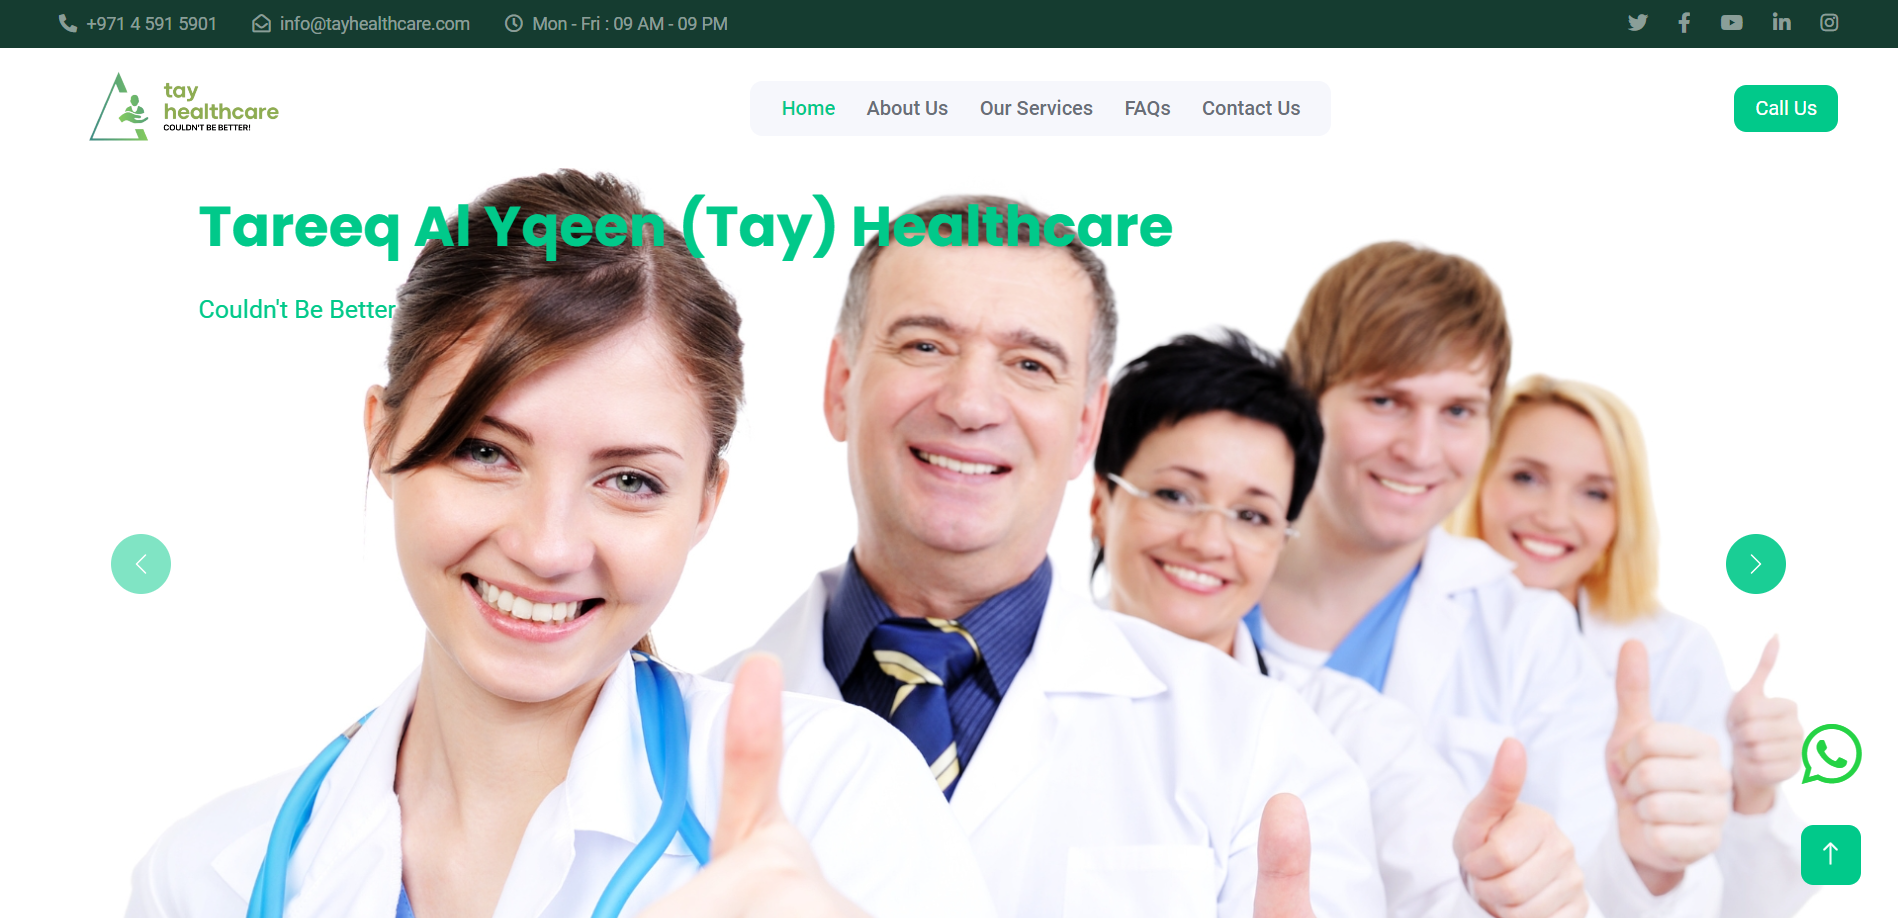 +971 4 591 5901
info@tayhealthcare.com
Mon - Fri : 09 AM - 09 PM
tay
healthcare
COULDN'T BE BETTER!
Home
About Us
Our Services
FAQs
Contact Us
Call Us
Tareeq Al Yqeen (Tay) Healthcare
Couldn't Be Better